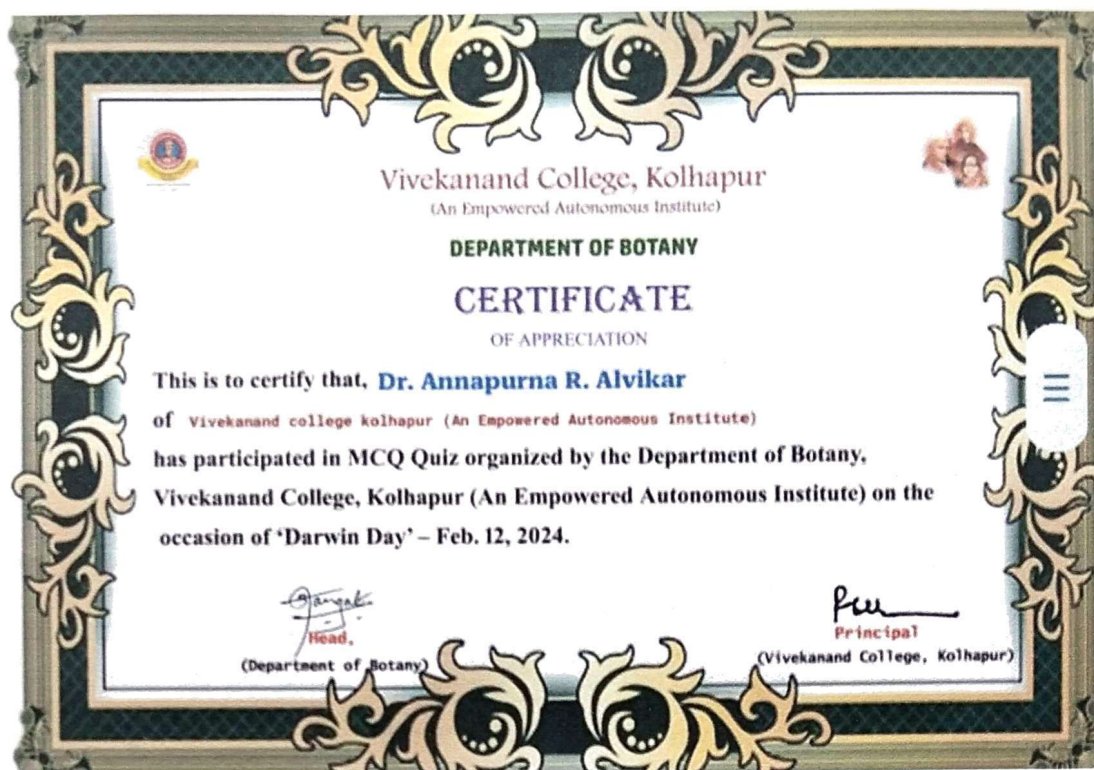 Vivekanand College, Kolhapur
(An Empowered Autonomous Institute)
DEPARTMENT OF BOTANY
CERTIFICATE
OF APPRECIATION
This is to certify that, Dr. Annapurna R. Alvikar
of Vivekanand college kolhapur (An Empowered Autonomous Institute)
has participated in MCQ Quiz organized by the Department of Botany,
Vivekanand College, Kolhapur (An Empowered Autonomous Institute) on the
occasion of ‘Darwin Day’ – Feb. 12, 2024.
Head,
(Department of Botany)
Principal
(Vivekanand College, Kolhapur)